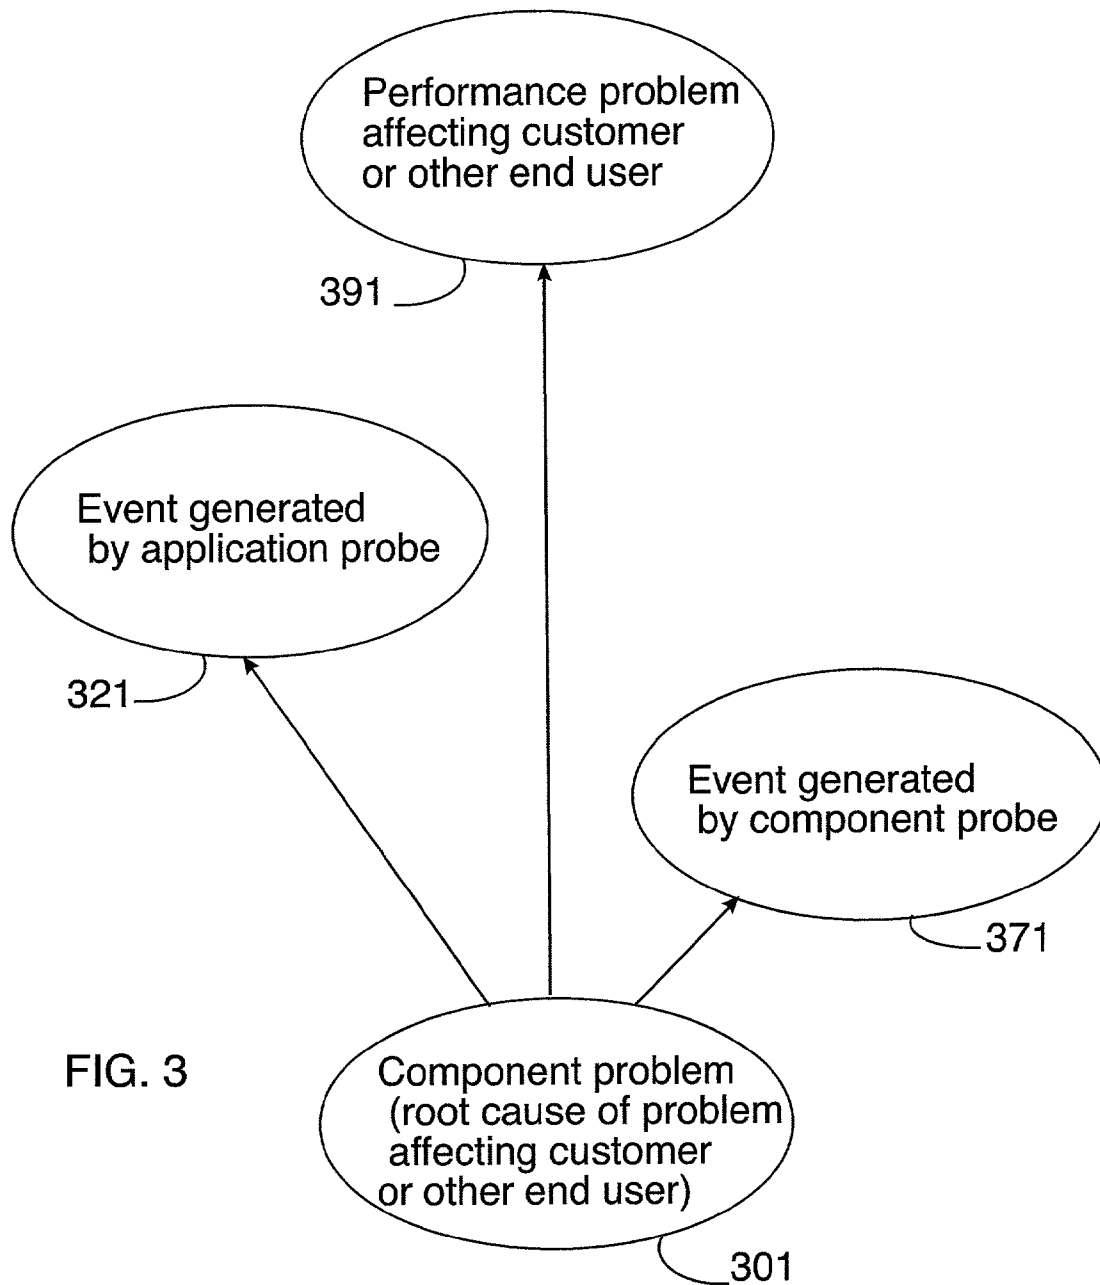 Performance problem
affecting customer
or other end user
391
Event generated
by application probe
321
Event generated
by component probe
371
FIG. 3
Component problem
(root cause of problem
affecting customer
or other end user)
301